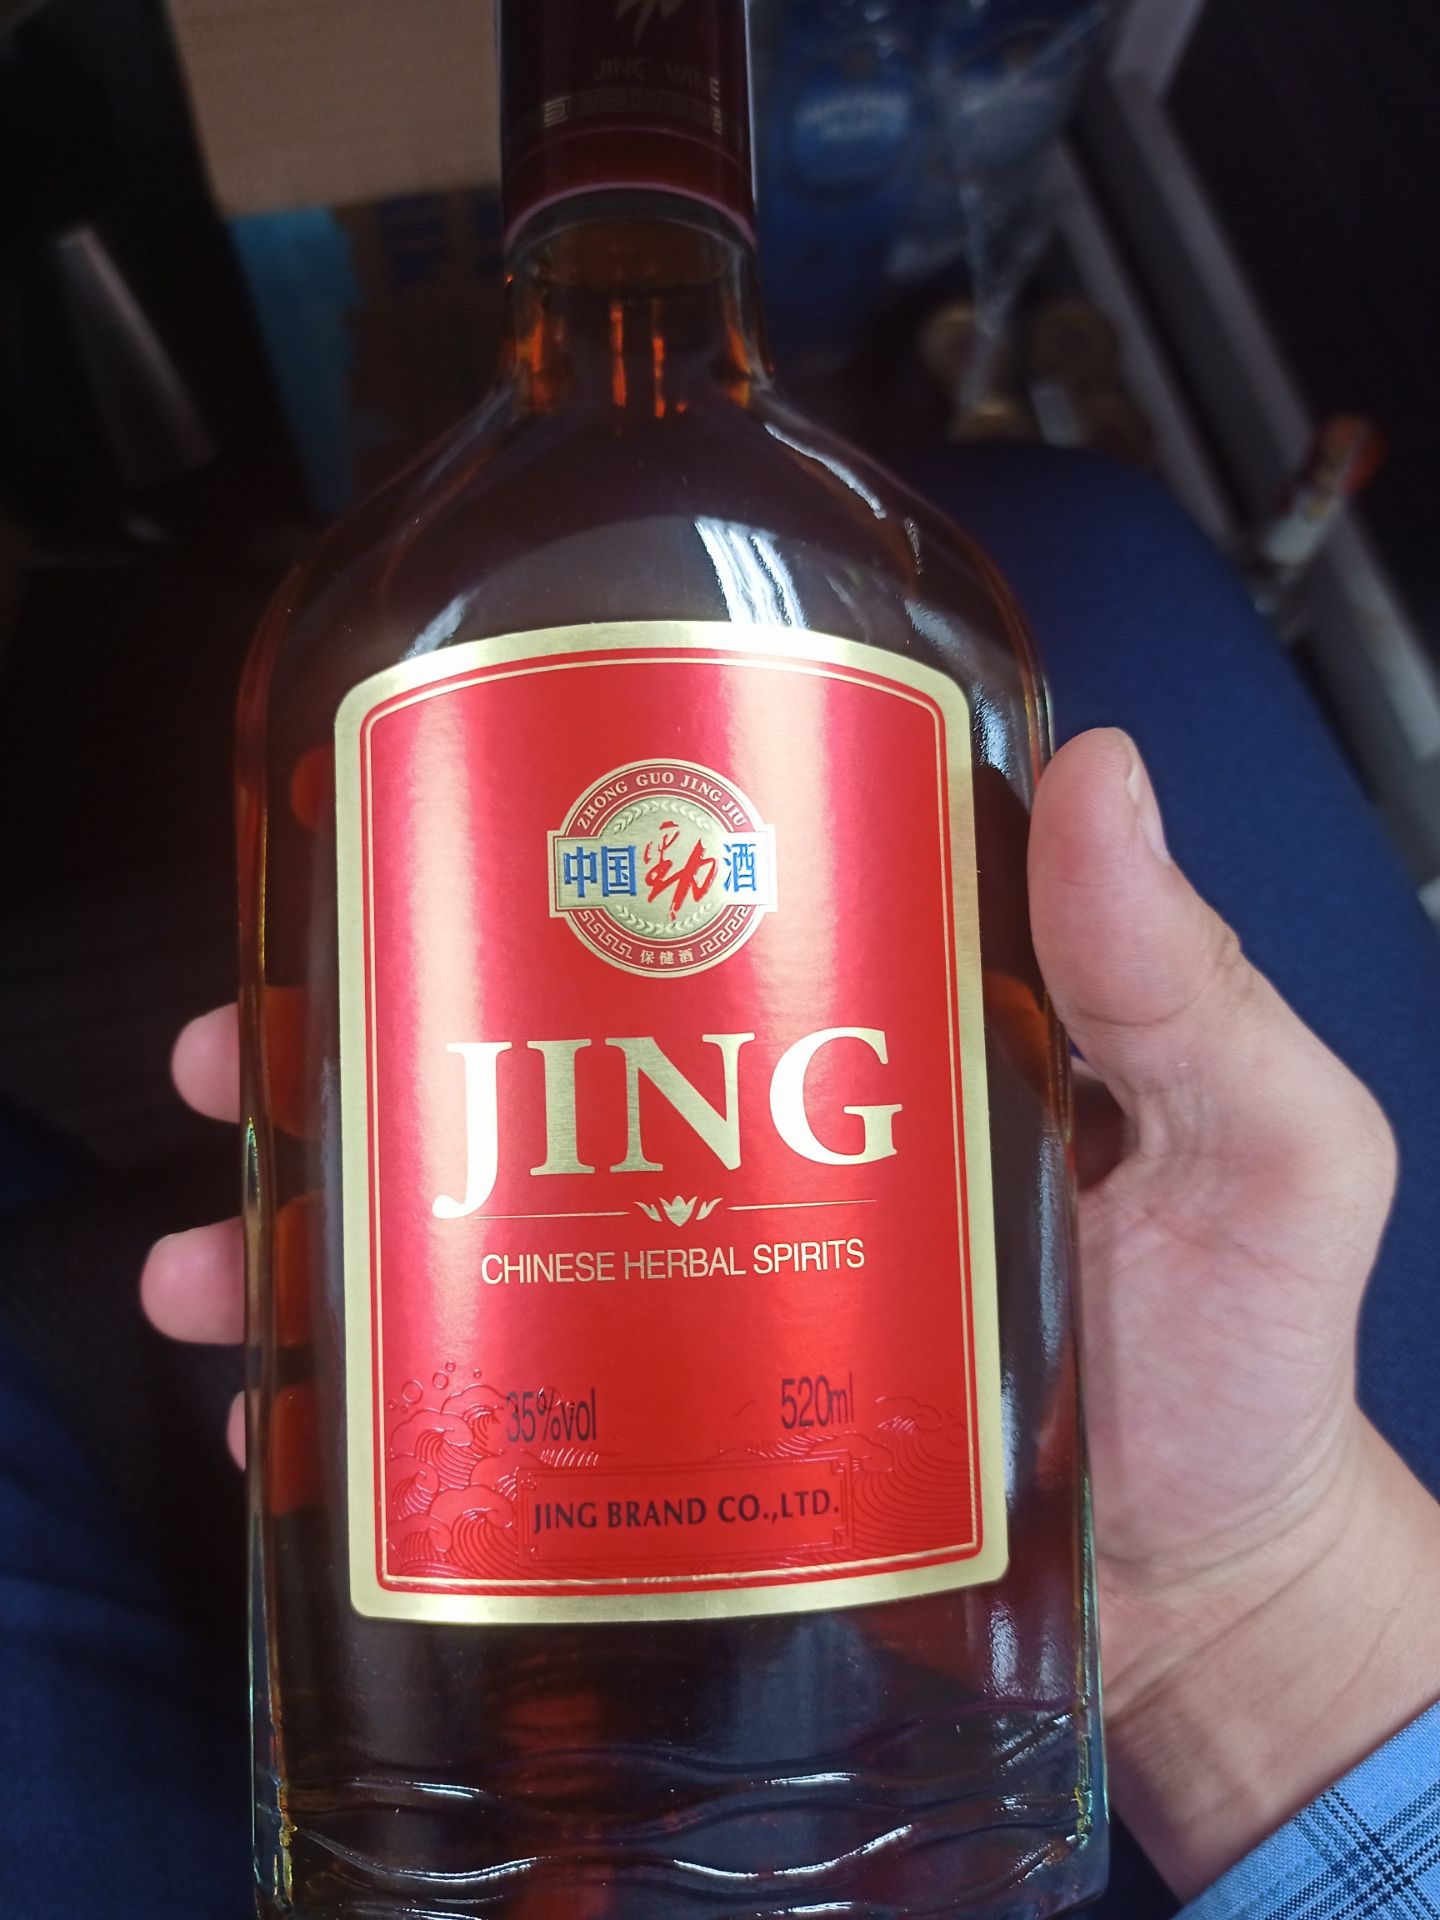 JING WINE
ZHONG GUO JING JIU
中国劲酒
保健酒
JING
CHINESE HERBAL SPIRITS
35%vol 520ml
JING BRAND CO.,LTD.